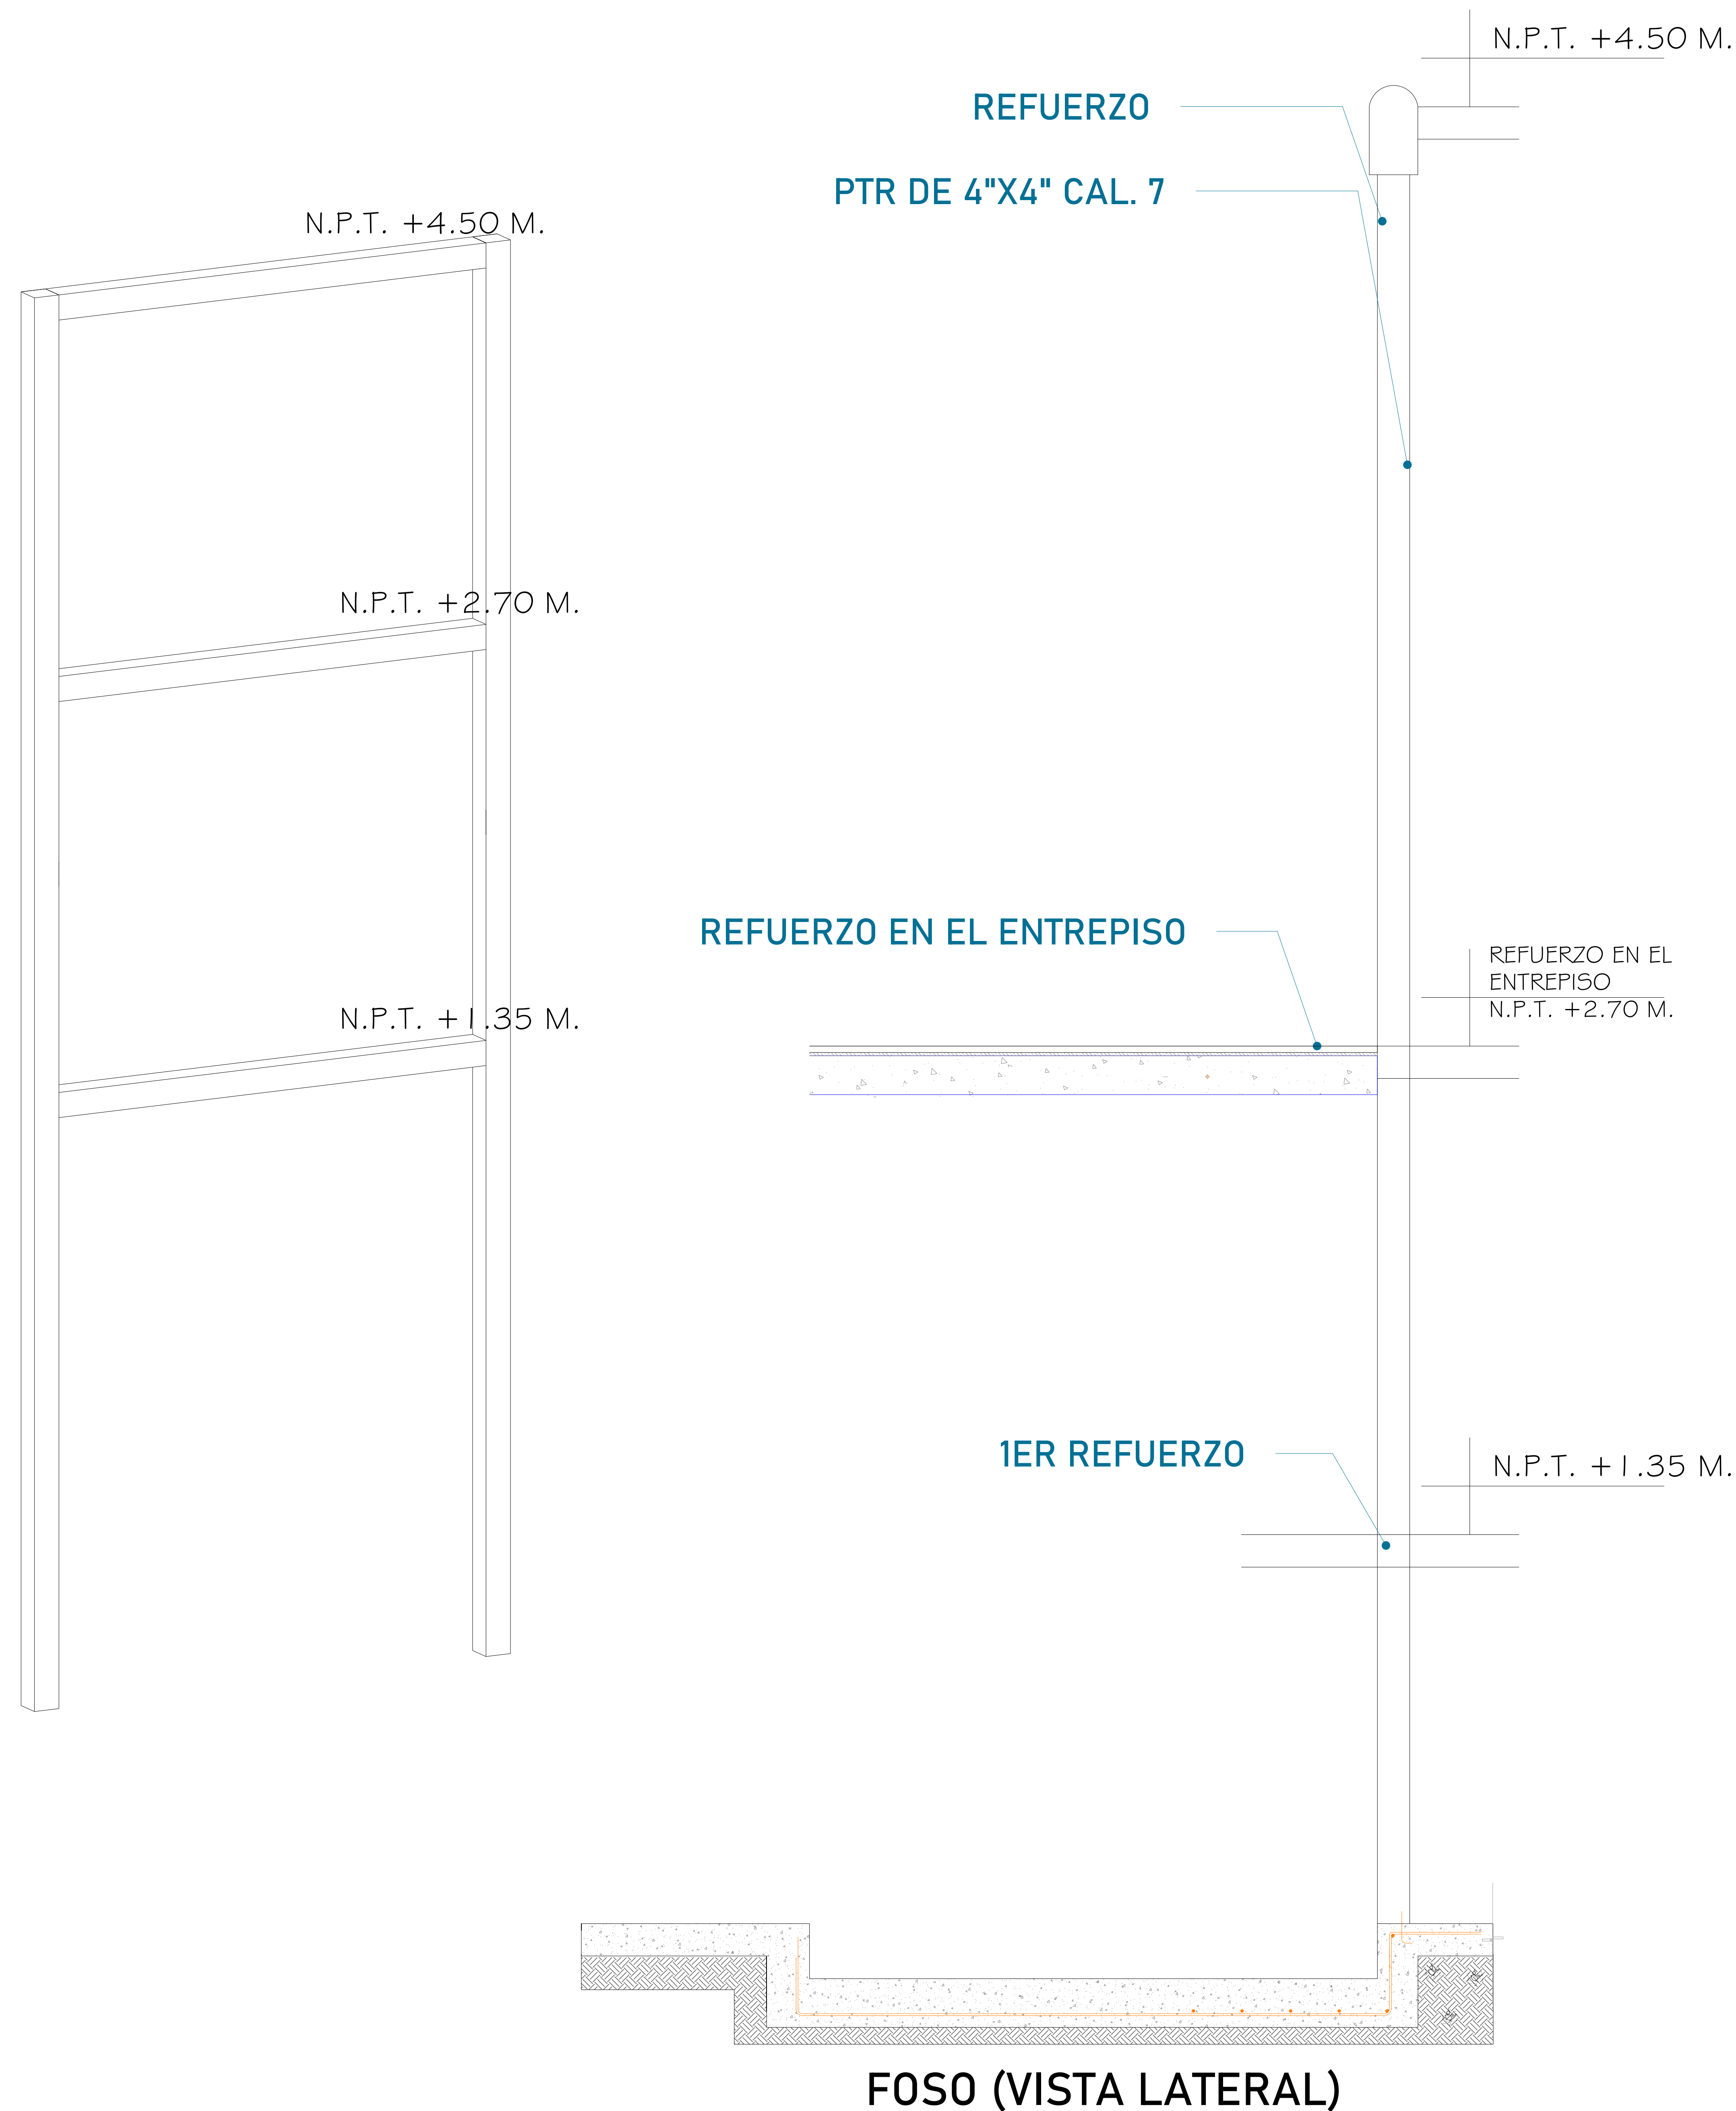 N.P.T. +4.50 M.
REFUERZO
PTR DE 4"X4" CAL. 7
N.P.T. +4.50 M.
N.P.T. +2.70 M.
REFUERZO EN EL ENTREPISO
REFUERZO EN EL
ENTREPISO
N.P.T. +2.70 M.
N.P.T. +1.35 M.
1ER REFUERZO
N.P.T. +1.35 M.
FOSO (VISTA LATERAL)